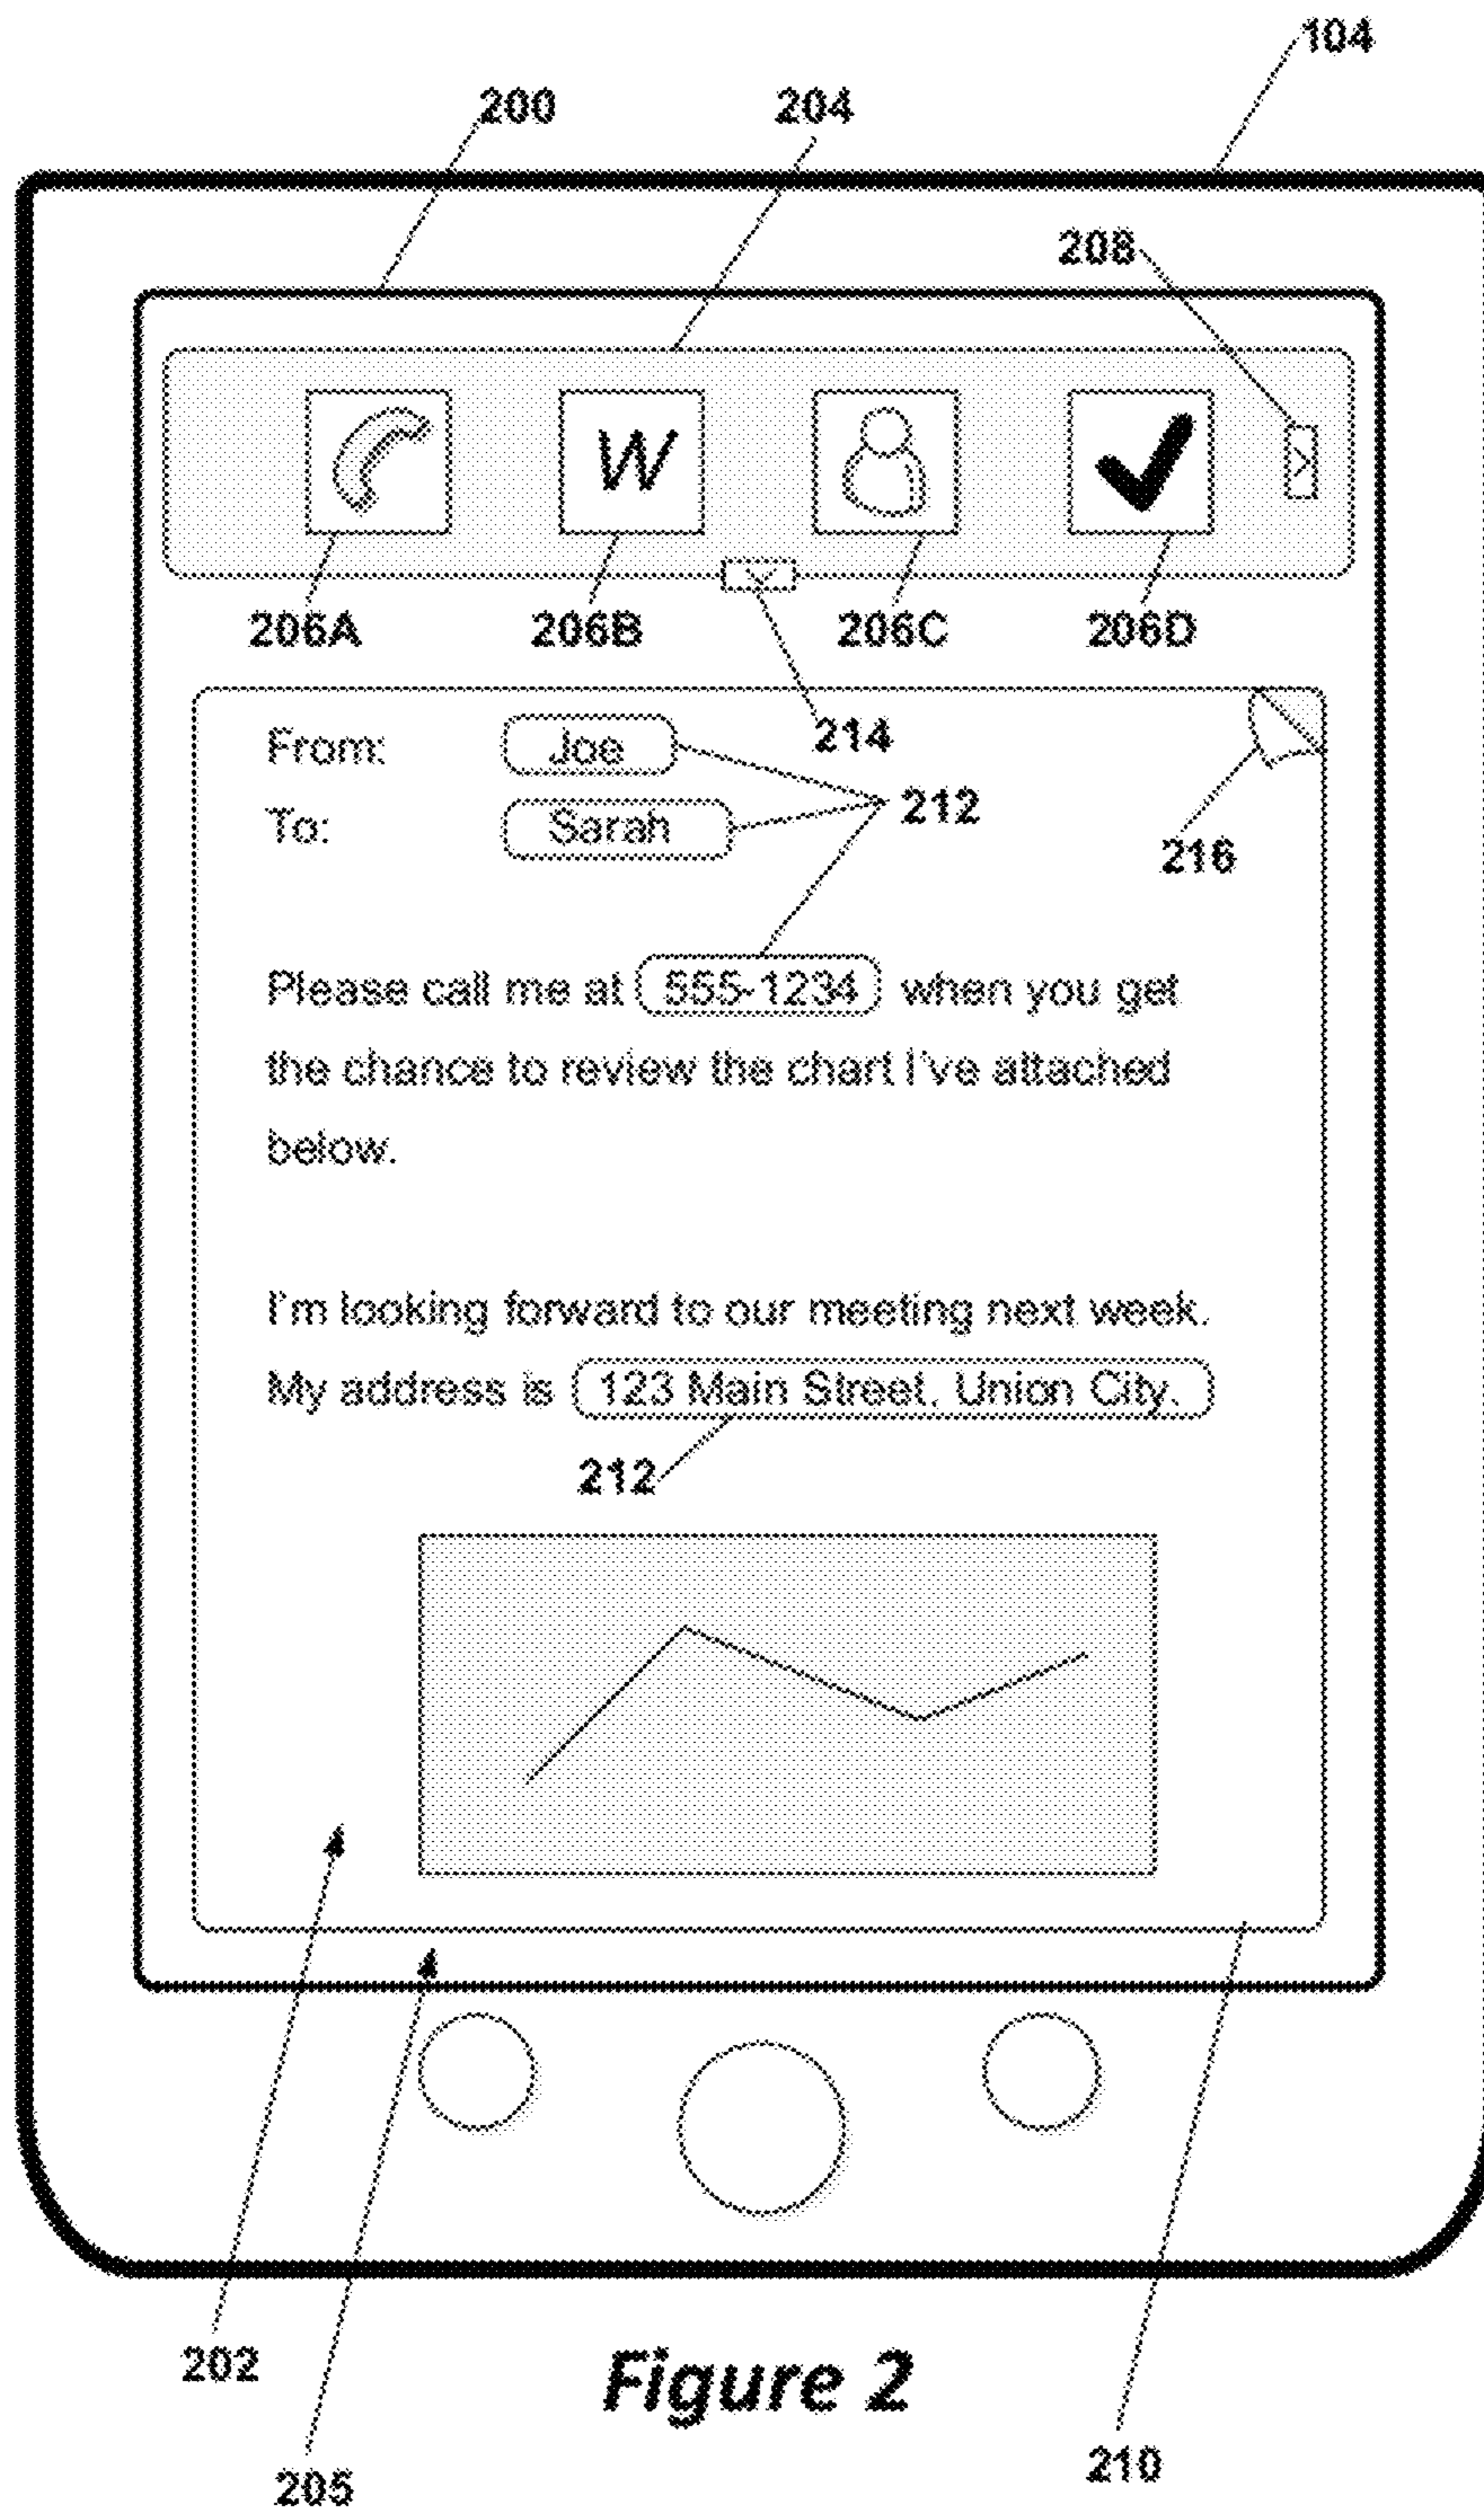 104
200
204
208
W
206A
206B
206C
206D
From:
Joe
214
212
To:
Sarah
216
Please call me at 555-1234 when you get
the chance to review the chart I've attached
below.
I'm looking forward to our meeting next week.
My address is 123 Main Street, Union City.
212
202
Figure 2
205
210